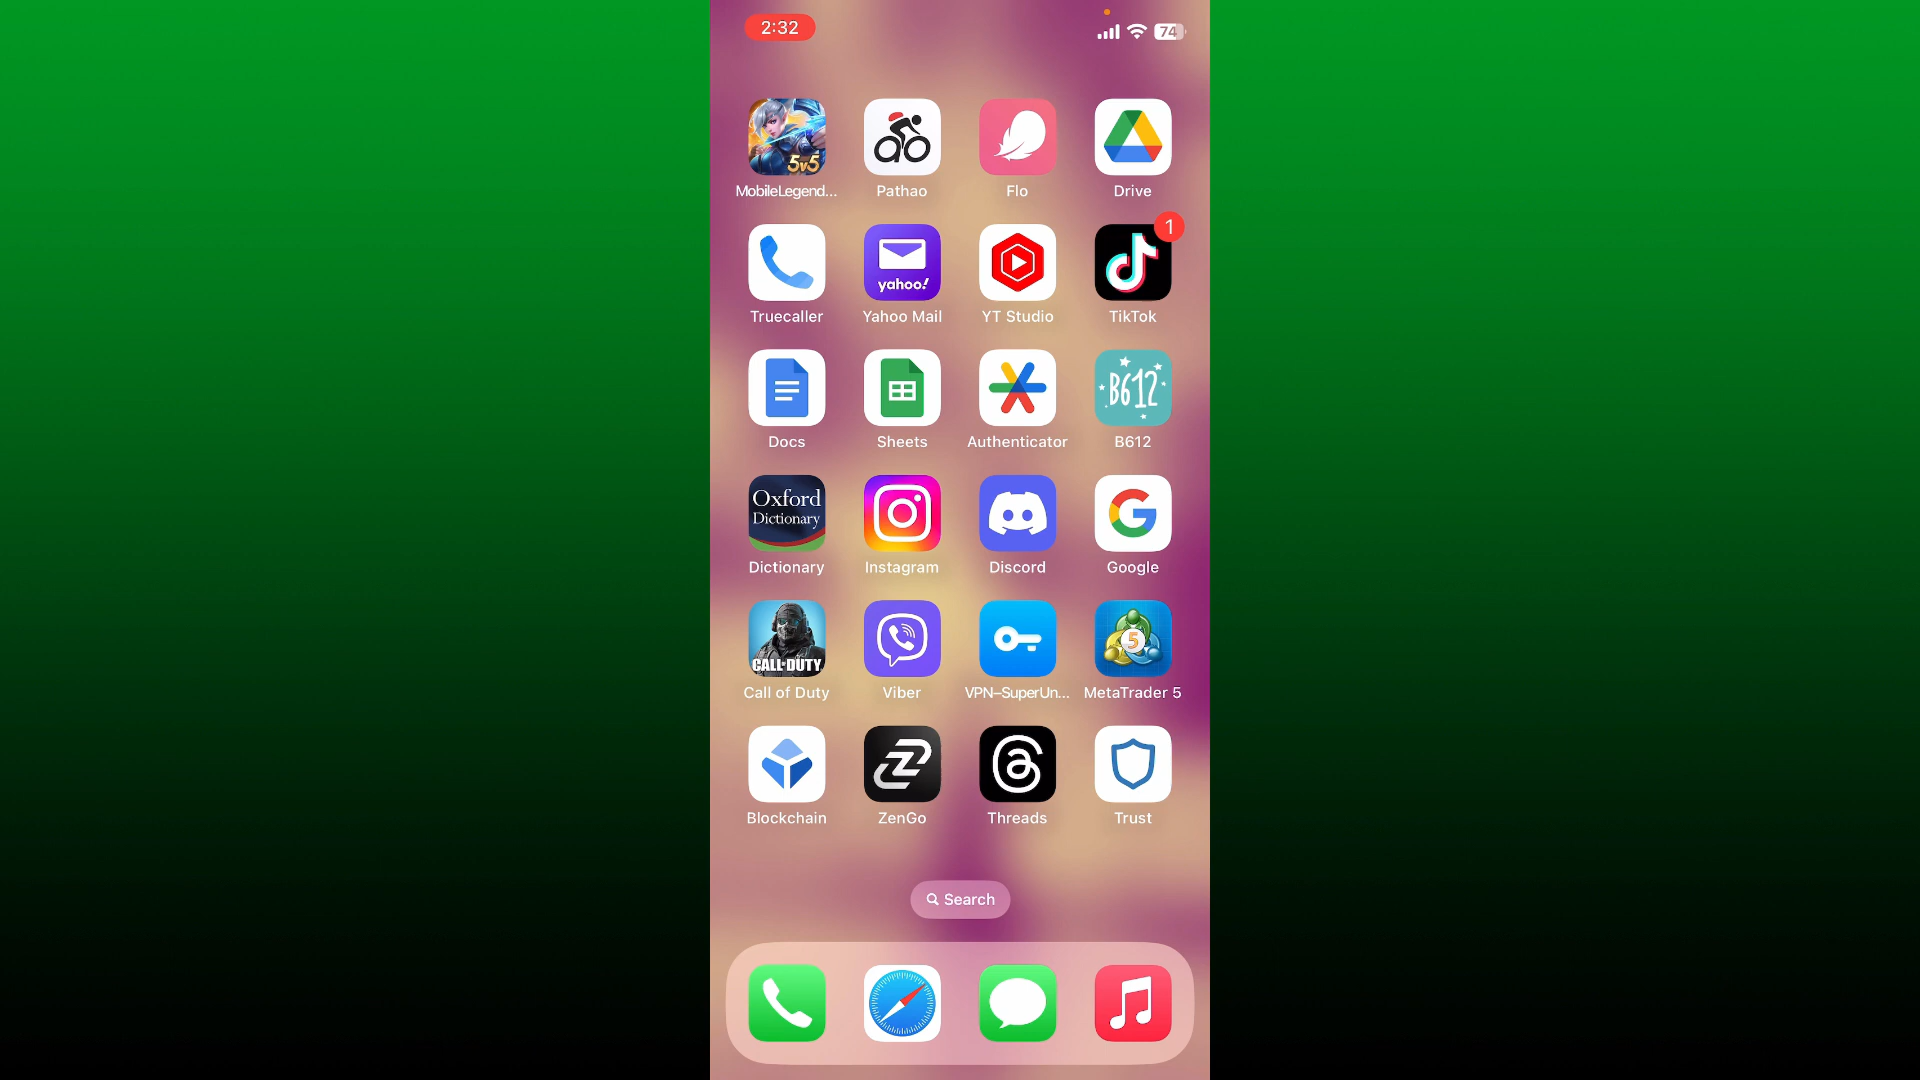 2:32
74
5v5
MobileLegend...
Pathao
Flo
Drive
yahoo!
1
Truecaller
Yahoo Mail
YT Studio
TikTok
B612
Docs
Sheets
Authenticator
B612
Oxford
Dictionary
Dictionary
Instagram
Discord
Google
CALL OF DUTY
5
Call of Duty
Viber
VPN–SuperUn...
MetaTrader 5
Blockchain
ZenGo
Threads
Trust
Search